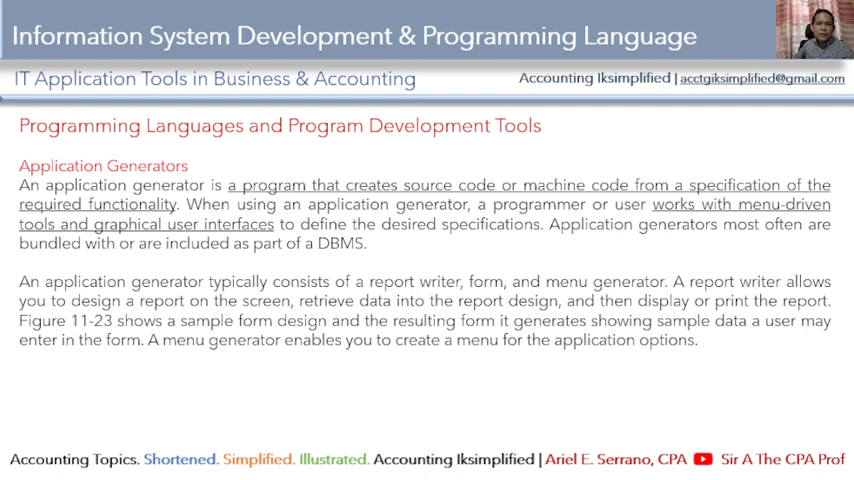 Information System Development & Programming Language
IT Application Tools in Business & Accounting
Accounting Iksimplified | acctgiksimplified@gmail.com
Programming Languages and Program Development Tools
Application Generators
An application generator is a program that creates source code or machine code from a specification of the
required functionality. When using an application generator, a programmer or user works with menu-driven
tools and graphical user interfaces to define the desired specifications. Application generators most often are
bundled with or are included as part of a DBMS.
An application generator typically consists of a report writer, form, and menu generator. A report writer allows
you to design a report on the screen, retrieve data into the report design, and then display or print the report.
Figure 11-23 shows a sample form design and the resulting form it generates showing sample data a user may
enter in the form. A menu generator enables you to create a menu for the application options.
Accounting Topics. Shortened. Simplified. Illustrated. Accounting Iksimplified | Ariel E. Serrano, CPA Sir A The CPA Prof